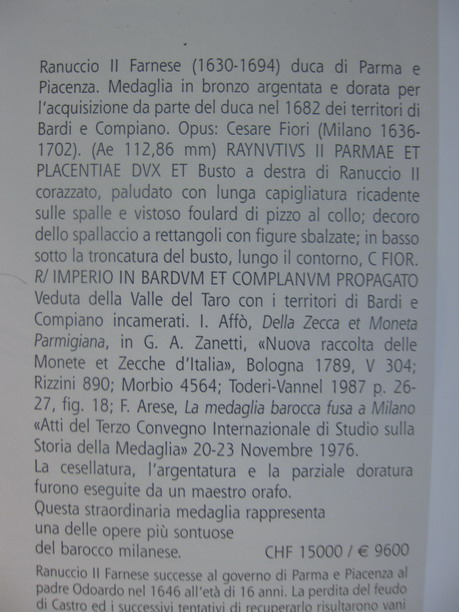 Ranuccio II Farnese (1630-1694) duca di Parma e
Piacenza. Medaglia in bronzo argentata e dorata per
l'acquisizione da parte del duca nel 1682 dei territori di
Bardi e Compiano. Opus: Cesare Fiori (Milano 1636-
1702). (Ae 112,86 mm) RAYNVTIVS II PARMAE ET
PLACENTIAE DVX ET Busto a destra di Ranuccio II
corazzato, paludato con lunga capigliatura ricadente
sulle spalle e vistoso foulard di pizzo al collo; decoro
dello spallaccio a rettangoli con figure sbalzate; in basso
sotto la troncatura del busto, lungo il contorno, C FIOR.
R/ IMPERIO IN BARDVM ET COMPLANVM PROPAGATO
Veduta della Valle del Taro con i territori di Bardi e
Compiano incamerati. I. Affò, Della Zecca et Moneta
Parmigiana, in G. A. Zanetti, «Nuova raccolta delle
Monete et Zecche d'Italia», Bologna 1789, V 304;
Rizzini 890; Morbio 4564; Toderi-Vannel 1987 p. 26-
27, fig. 18; F. Arese, La medaglia barocca fusa a Milano
«Atti del Terzo Convegno Internazionale di Studio sulla
Storia della Medaglia» 20-23 Novembre 1976.
La cesellatura, l'argentatura e la parziale doratura
furono eseguite da un maestro orafo.
Questa straordinaria medaglia rappresenta
una delle opere più sontuose
del barocco milanese. CHF 15000 / € 9600
Ranuccio II Farnese successe al governo di Parma e Piacenza al
padre Odoardo nel 1646 all'età di 16 anni. La perdita del feudo
di Castro ed i successivi tentativi di recuperarlo risultarono vani